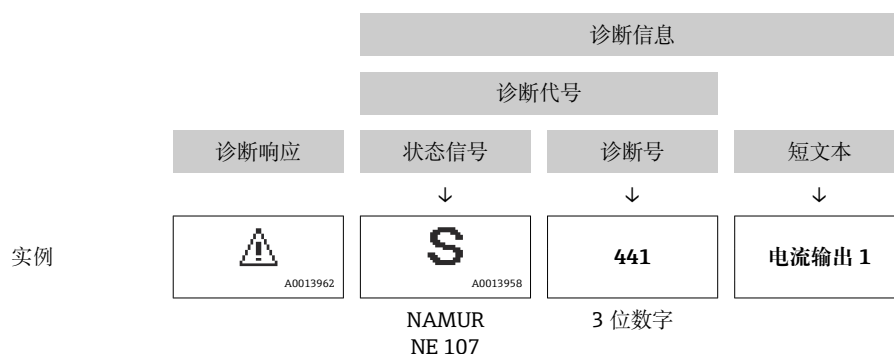 诊断信息
诊断代号
诊断响应 状态信号 诊断号 短文本
↓ ↓ ↓
实例 S 441 电流输出 1
A0013962 A0013958
NAMUR 3 位数字
NE 107